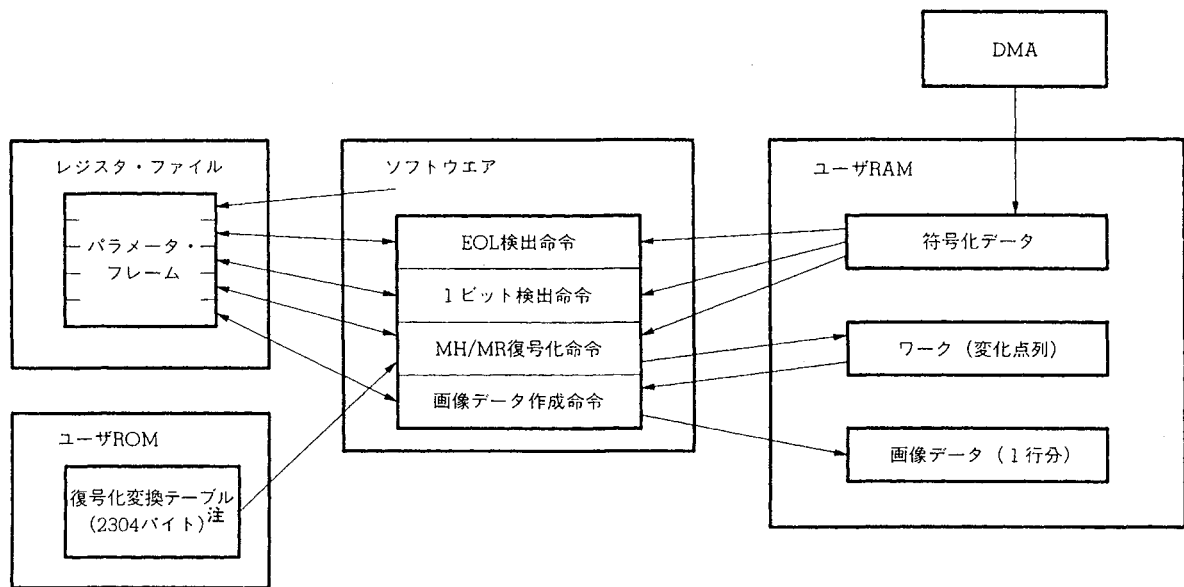 DMA
レジスタ・ファイル
パラメータ・
フレーム
ユーザROM
復号化変換テーブル
(2304バイト)注
ソフトウエア
EOL検出命令
1ビット検出命令
MH/MR復号化命令
画像データ作成命令
ユーザRAM
符号化データ
ワーク（変化点列）
画像データ（1行分）